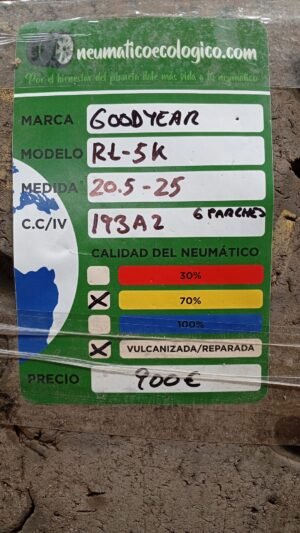 neumaticoecologico.com
Por el bienestar del planeta dale más vida a tu neumático
MARCA GOODYEAR .
MODELO RL-5K
MEDIDA 20.5-25
C.C/IV 193A2 6 PARCHES
CALIDAD DEL NEUMÁTICO
30%
X 70%
100%
X VULCANIZADA/REPARADA
PRECIO 900€